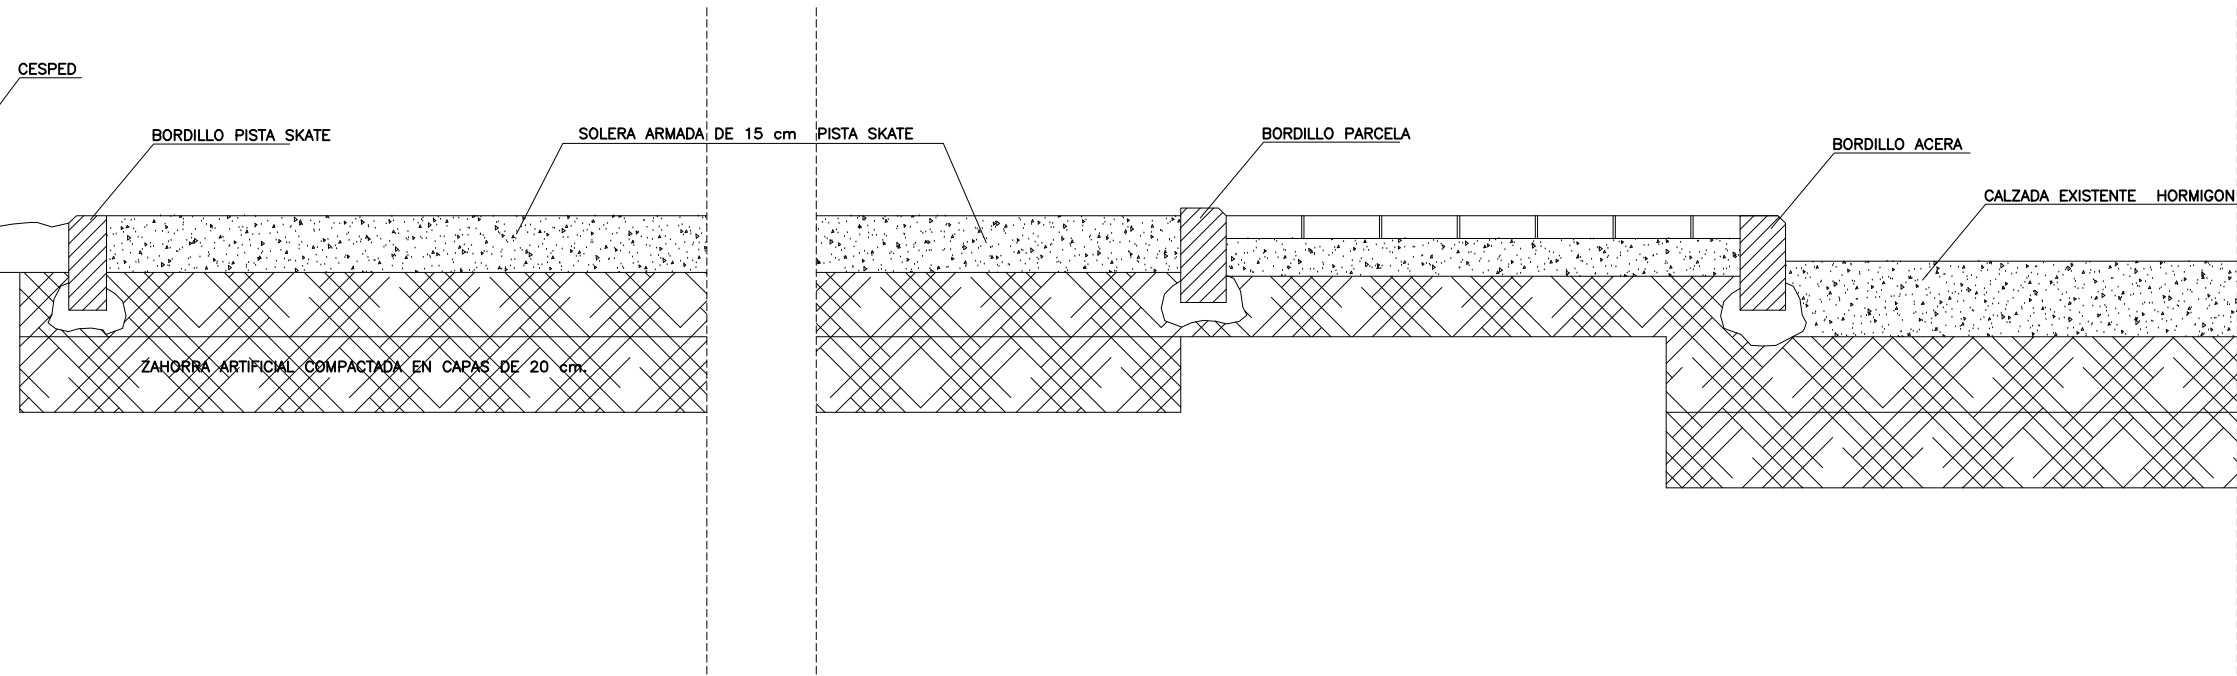 CESPED
BORDILLO PISTA SKATE
SOLERA ARMADA DE 15 cm PISTA SKATE
BORDILLO PARCELA
BORDILLO ACERA
CALZADA EXISTENTE HORMIGON
ZAHORRA ARTIFICIAL COMPACTADA EN CAPAS DE 20 cm.